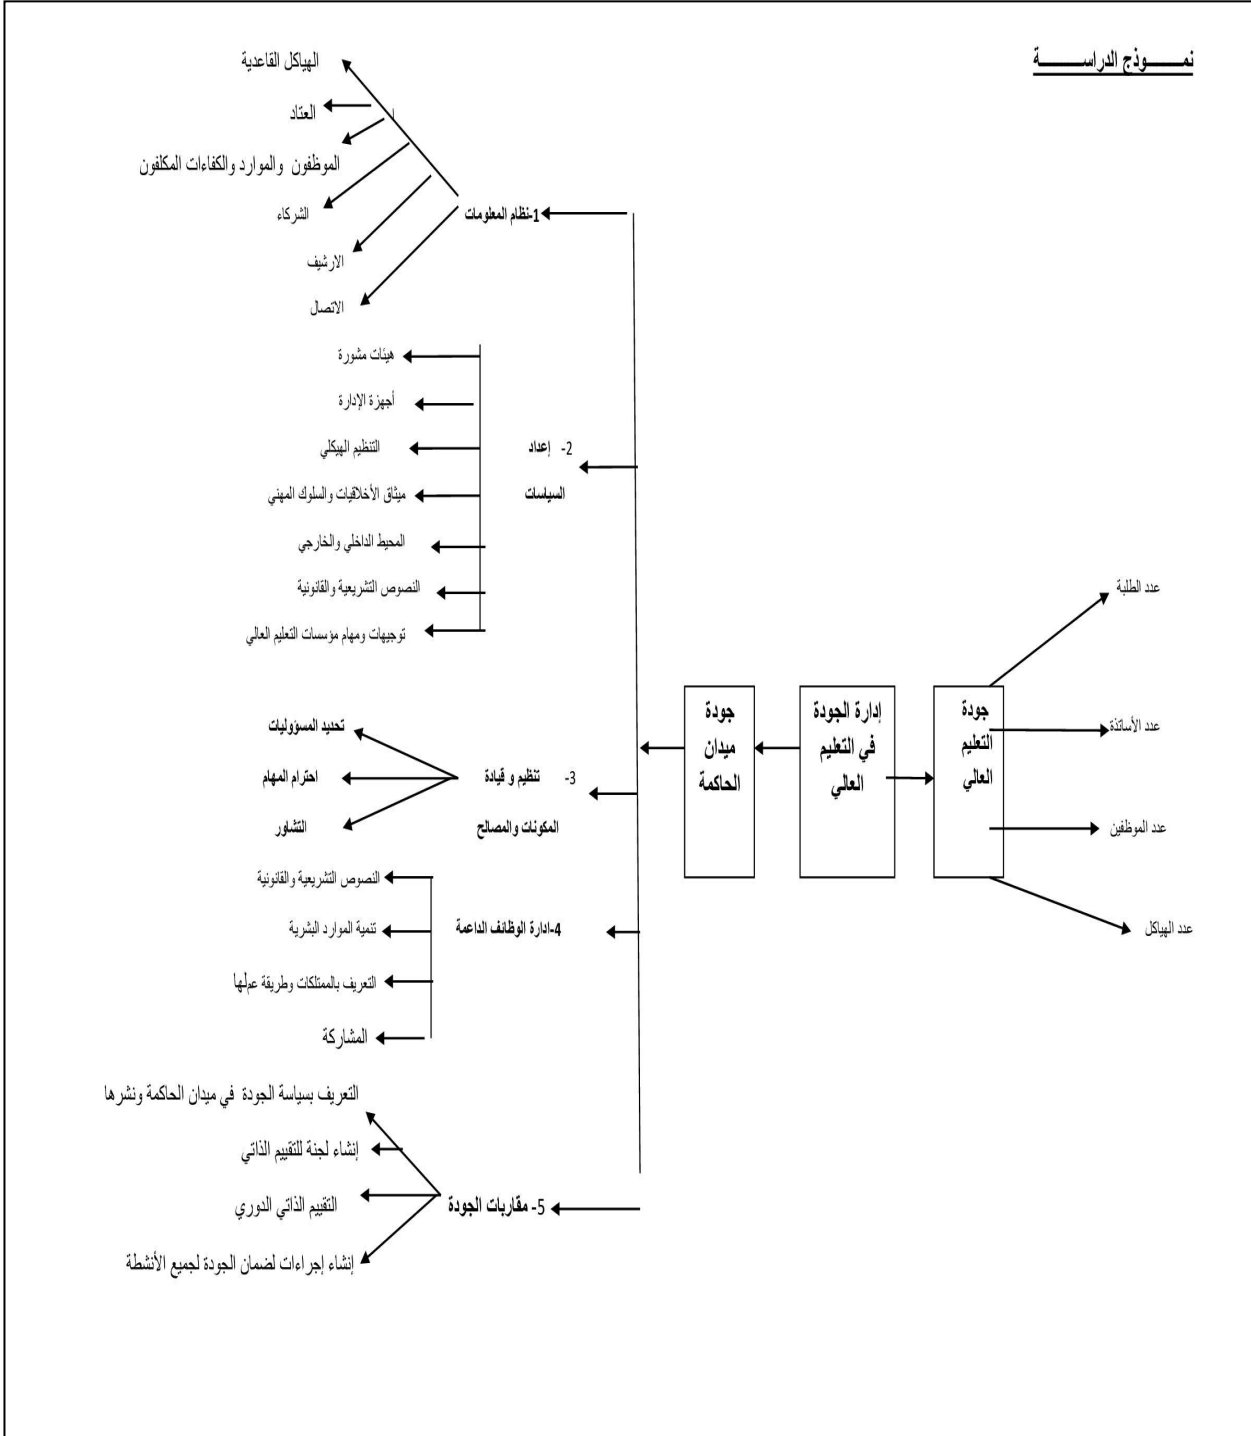 نمـــــوذج الدراســـــــة
عدد الطلبة
عدد الأساتذة
عدد الموظفين
عدد الهياكل
جودة
التعليم
العالي
إدارة الجودة
في التعليم
العالي
جودة
ميدان
الحاكمة
1-نظام المعلومات
الهياكل القاعدية
العتاد
الموظفون والموارد والكفاءات المكلفون
الشركاء
الارشيف
الاتصال
2- إعداد
السياسات
هيئات مشورة
أجهزة الإدارة
التنظيم الهيكلي
ميثاق الأخلاقيات والسلوك المهني
المحيط الداخلي والخارجي
النصوص التشريعية والقانونية
توجيهات ومهام مؤسسات التعليم العالي
3- تنظيم و قيادة
المكونات والمصالح
تحديد المسؤوليات
احترام المهام
التشاور
4-ادارة الوظائف الداعمة
النصوص التشريعية والقانونية
تنمية الموارد البشرية
التعريف بالممتلكات وطريقة عملها
المشاركة
5- مقاربات الجودة
التعريف بسياسة الجودة في ميدان الحاكمة ونشرها
إنشاء لجنة للتقييم الذاتي
التقييم الذاتي الدوري
إنشاء إجراءات لضمان الجودة لجميع الأنشطة